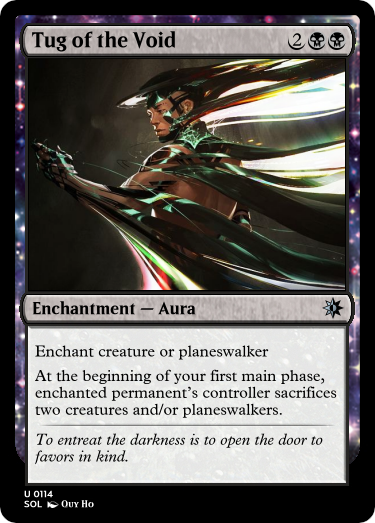 Tug of the Void 2
Enchantment — Aura
Enchant creature or planeswalker
At the beginning of your first main phase,
enchanted permanent's controller sacrifices
two creatures and/or planeswalkers.
To entreat the darkness is to open the door to
favors in kind.
U 0114
SOL Ouy Ho